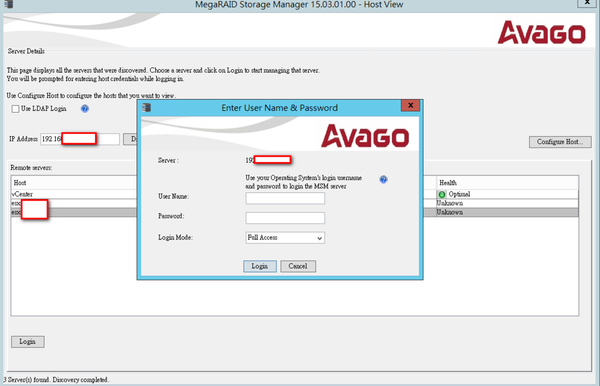 MegaRAID Storage Manager 15.03.01.00 - Host View
x
AVAGO
Server Details
This page displays all the servers that were discovered. Choose a server and click on Login to start managing that server.
You will be prompted for entering host credentials while logging in.
Use Configure Host to configure the hosts that you want to view.
Use LDAP Login
?
IP Address
192.16
Configure Host...
Remote servers:
Host
Health
vCenter
Optimal
Unknown
Unknown
Login
3 Server(s) found. Discovery completed.
Enter User Name & Password
x
AVAGO
Server :
192
Use your Operating System's login username
and password to login the MSM server
?
User Name:
Password:
Login Mode:
Full Access
Login
Cancel